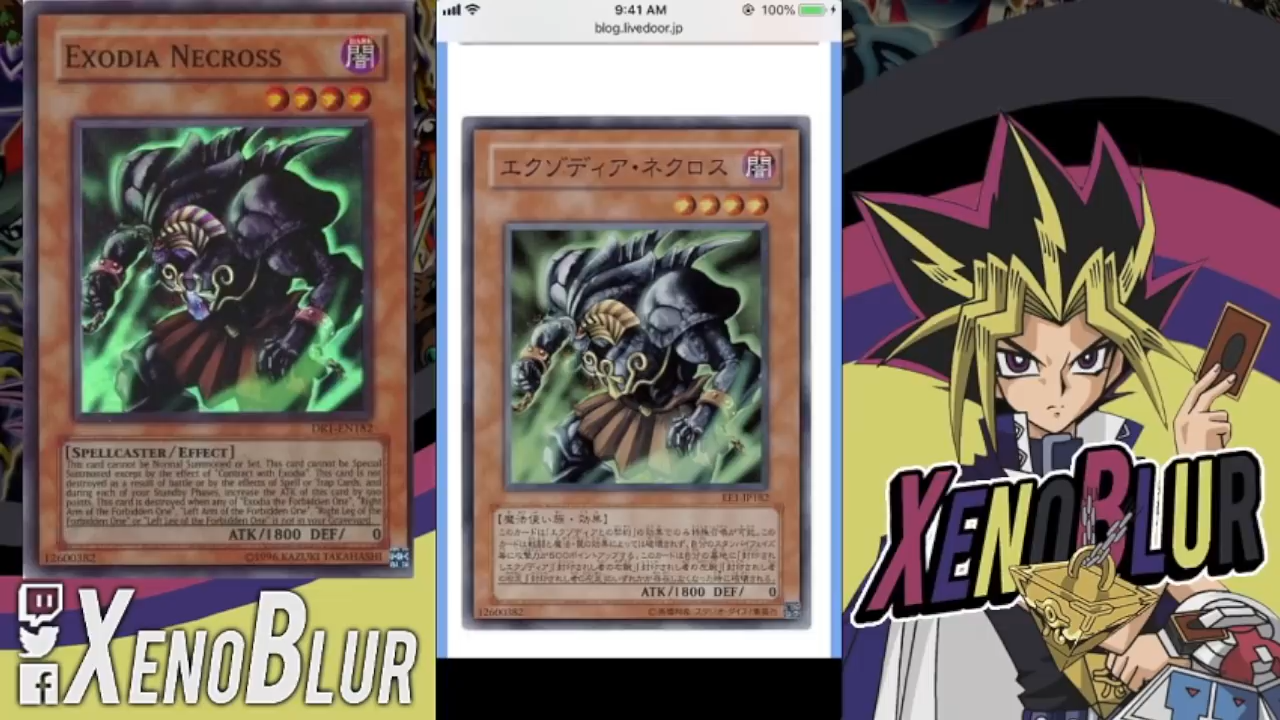 EXODIA NECROSS
闇
DR1-EN182
[SPELLCASTER/EFFECT]
This card cannot be Normal Summoned or Set. This card cannot be Special
Summoned except by the effect of "Contract with Exodia". This card is not
destroyed as a result of battle or by the effects of Spell or Trap Cards, and
during each of your Standby Phases, increase the ATK of this card by 500
points. This card is destroyed when any of "Exodia the Forbidden One", "Right
Arm of the Forbidden One", "Left Arm of the Forbidden One", "Right Leg of the
Forbidden One" or "Left Leg of the Forbidden One" is not in your Graveyard.
ATK/1800 DEF/ 0
12600382
©1996 KAZUKI TAKAHASHI
XENOBLUR
9:41 AM
100%
blog.livedoor.jp
エクゾディア・ネクロス
闇
EE1-JP182
【魔法使い族・効果】
ATK/1800 DEF/ 0
12600382
XENOBLUR